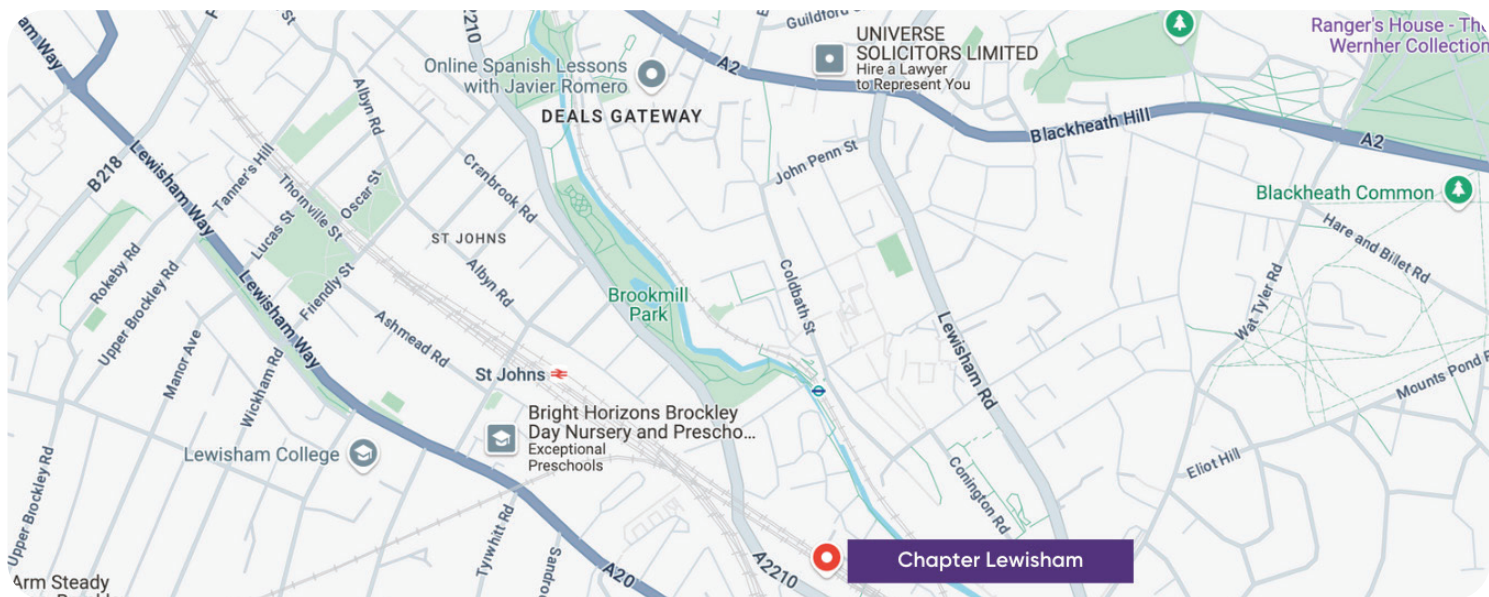 am Way
A2210
A2
Guildford
UNIVERSE
SOLICITORS LIMITED
Hire a Lawyer
to Represent You
Ranger's House - The
Wernher Collection
Online Spanish Lessons
with Javier Romero
DEALS GATEWAY
Blackheath Hill
A2
Albyn Rd
B218
Lewisham Way
Tanner's Hill
Thornville St
Oscar St
Cranbrook Rd
John Penn St
Blackheath Common
Lucas St
ST JOHNS
Hare and Billet Rd
Rokeby Rd
Upper Brockley Rd
Lewisham Way
Friendly St
Albyn Rd
Brookmill
Park
Coldbath St
Wat Tyler Rd
Manor Ave
Ashmead Rd
Lewisham Rd
Wickham Rd
St Johns
Mounts Pond R
Bright Horizons Brockley
Day Nursery and Prescho...
Exceptional
Preschools
Lewisham College
Eliot Hill
Upper Brockley Rd
Conington Rd
Tyrwhitt Rd
Sandro
A20
A2210
Chapter Lewisham
Arm Steady